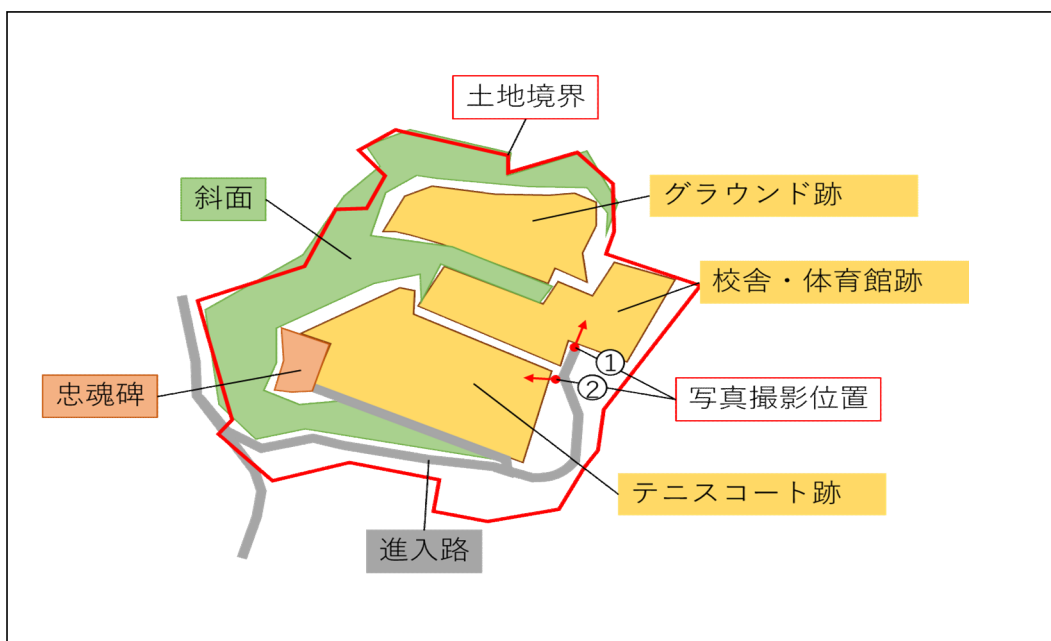 土地境界
グラウンド跡
斜面
校舎・体育館跡
①
②
忠魂碑
写真撮影位置
テニスコート跡
進入路